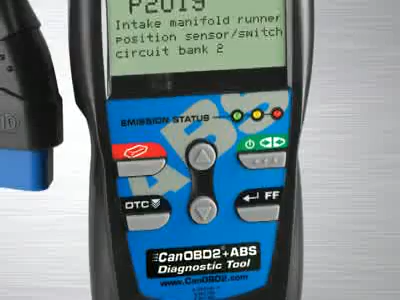 P2019
Intake manifold runner
position sensor/switch
circuit bank 2
EMISSION STATUS
ABS
DTC
FF
CanOBD2+ABS
Diagnostic Tool
www.CanOBD2.com